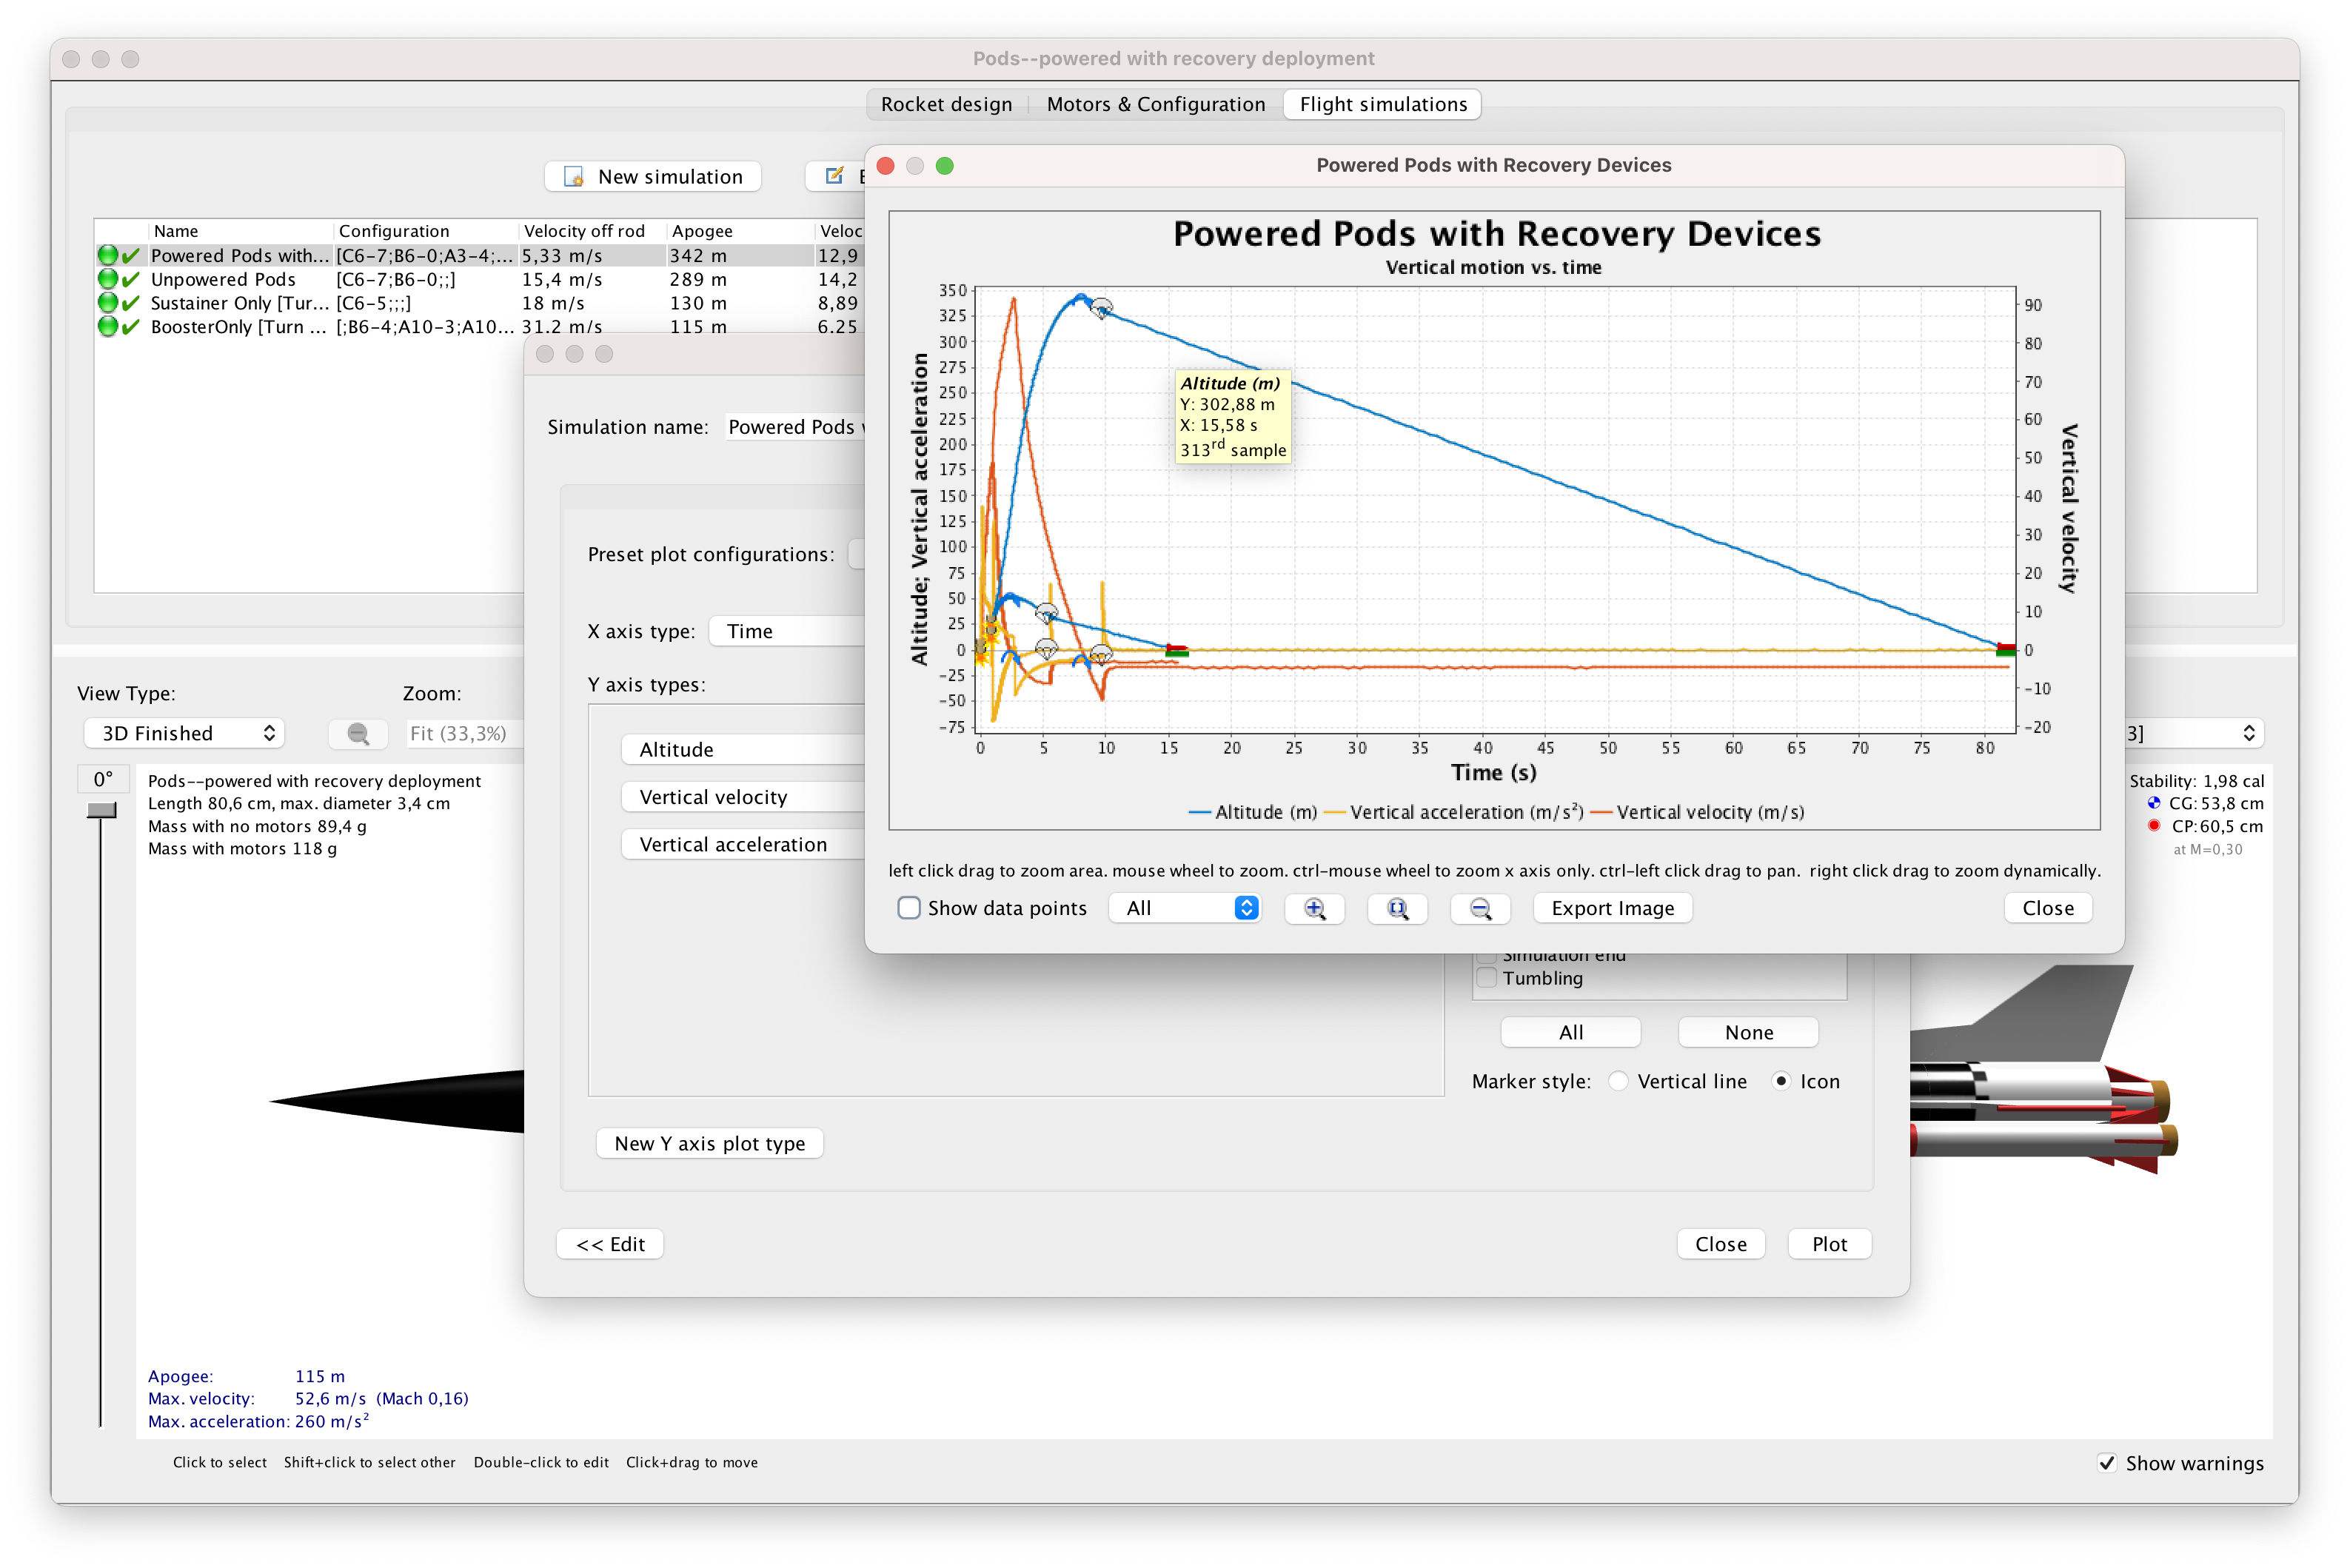 Pods--powered with recovery deployment
Rocket design Motors & Configuration Flight simulations
New simulation
Name Configuration Velocity off rod Apogee Veloc
Powered Pods with... [C6-7;B6-0;A3-4;... 5,33 m/s 342 m 12,9
Unpowered Pods [C6-7;B6-0;;] 15,4 m/s 289 m 14,2
Sustainer Only [Tur... [C6-5;;;] 18 m/s 130 m 8,89
BoosterOnly [Turn ... [;B6-4;A10-3;A10... 31.2 m/s 115 m 6.25
Simulation name: Powered Pods
Preset plot configurations:
X axis type: Time
Y axis types:
Altitude
Vertical velocity
Vertical acceleration
New Y axis plot type
<< Edit
Simulation end
Tumbling
All None
Marker style: Vertical line Icon
Close Plot
Powered Pods with Recovery Devices
Powered Pods with Recovery Devices
Vertical motion vs. time
Altitude; Vertical acceleration
350
325
300
275
250
225
200
175
150
125
100
75
50
25
0
-25
-50
-75
Altitude (m)
Y: 302,88 m
X: 15,58 s
313rd sample
90
80
70
60
50
40
30
20
10
0
-10
-20
Vertical velocity
0 5 10 15 20 25 30 35 40 45 50 55 60 65 70 75 80
Time (s)
Altitude (m) Vertical acceleration (m/s²) Vertical velocity (m/s)
left click drag to zoom area. mouse wheel to zoom. ctrl-mouse wheel to zoom x axis only. ctrl-left click drag to pan. right click drag to zoom dynamically.
Show data points All Export Image Close
View Type: Zoom:
3D Finished Fit (33,3%) 3]
0°
Pods--powered with recovery deployment
Length 80,6 cm, max. diameter 3,4 cm
Mass with no motors 89,4 g
Mass with motors 118 g
Stability: 1,98 cal
CG: 53,8 cm
CP: 60,5 cm
at M=0,30
Apogee: 115 m
Max. velocity: 52,6 m/s (Mach 0,16)
Max. acceleration: 260 m/s²
Click to select Shift+click to select other Double-click to edit Click+drag to move
Show warnings